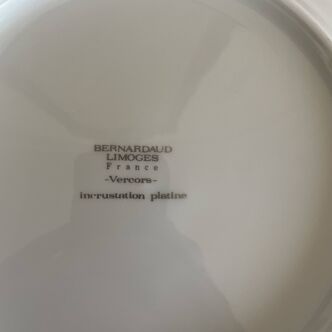 BERNARDAUD
LIMOGES
France
-Vercors-
incrustation platine